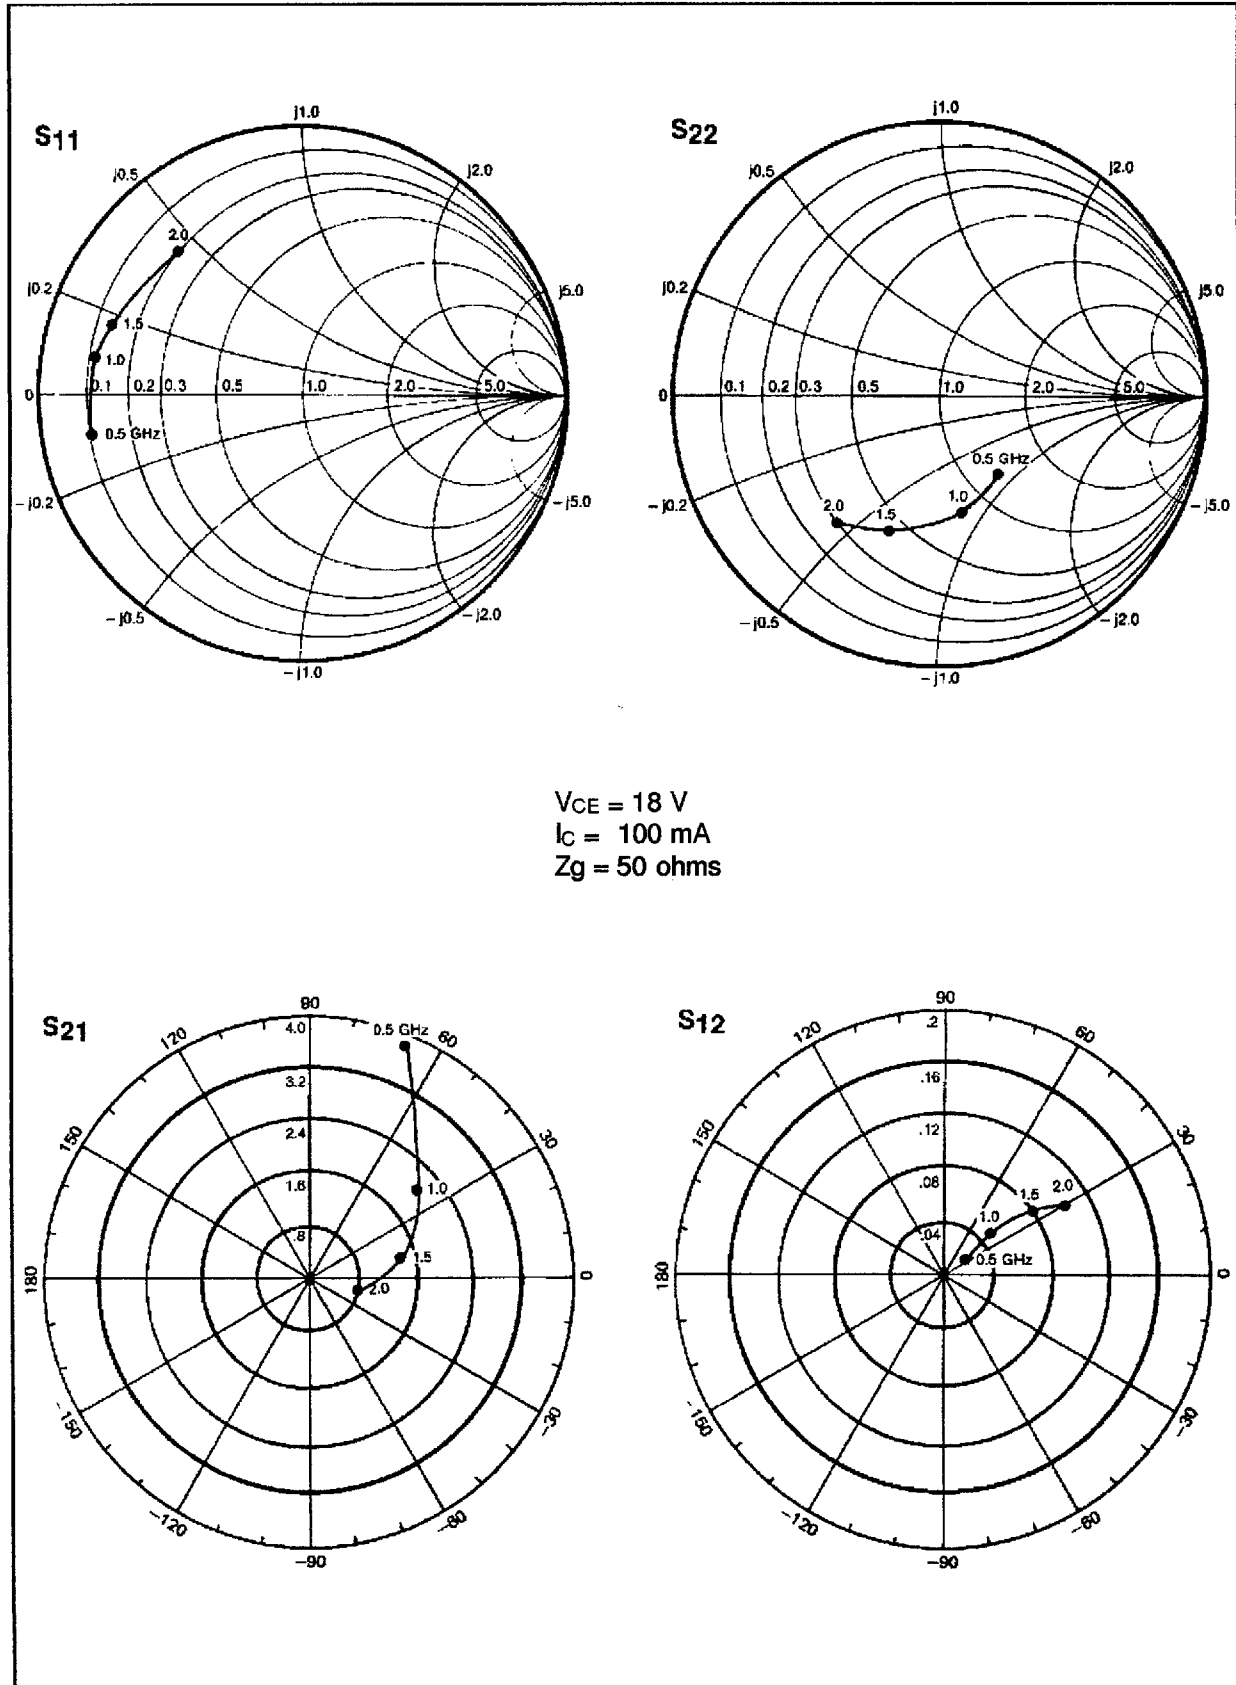 S11
j1.0
j0.5
j2.0
2.0
j0.2
j5.0
1.5
1.0
0
0.1
0.2
0.3
0.5
1.0
2.0
5.0
0.5 GHz
-j0.2
-j5.0
-j0.5
-j2.0
-j1.0
S22
j1.0
j0.5
j2.0
j0.2
j5.0
0
0.1
0.2
0.3
0.5
1.0
2.0
5.0
0.5 GHz
1.0
1.5
2.0
-j0.2
-j5.0
-j0.5
-j2.0
-j1.0
VCE = 18 V
IC = 100 mA
Zg = 50 ohms
S21
90
120
4.0
0.5 GHz
60
3.2
2.4
150
30
1.6
1.0
.8
1.5
2.0
180
0
-150
-30
-120
-60
-90
S12
90
120
.2
60
.16
.12
150
30
.08
1.5
2.0
1.0
.04
0.5 GHz
180
0
-150
-30
-120
-60
-90